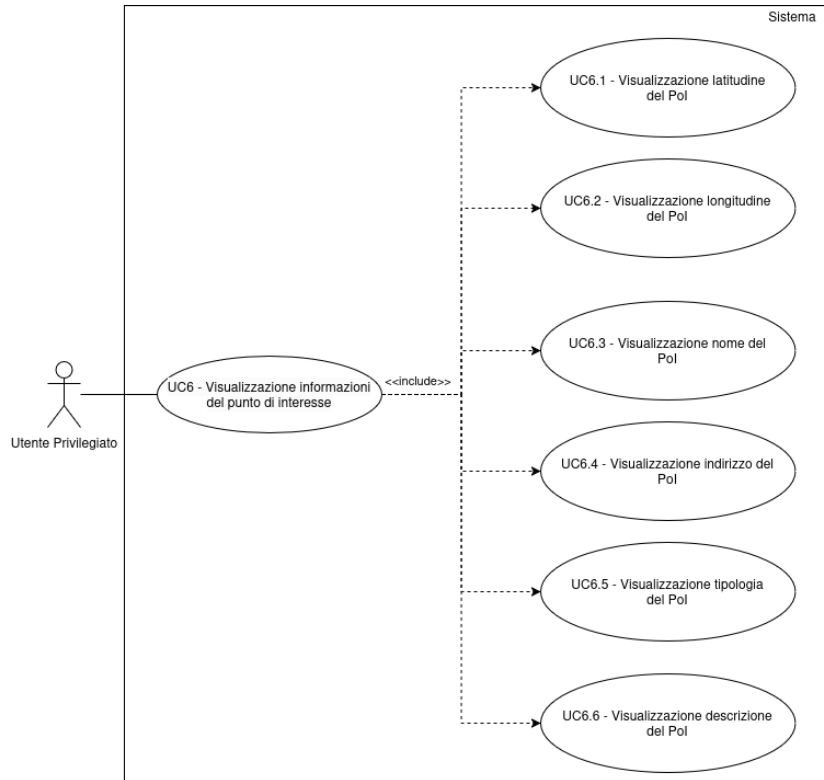 Sistema
UC6.1 - Visualizzazione latitudine
del PoI
UC6.2 - Visualizzazione longitudine
del PoI
UC6.3 - Visualizzazione nome del
PoI
<<include>>
UC6 - Visualizzazione informazioni
del punto di interesse
Utente Privilegiato
UC6.4 - Visualizzazione indirizzo del
PoI
UC6.5 - Visualizzazione tipologia
del PoI
UC6.6 - Visualizzazione descrizione
del PoI